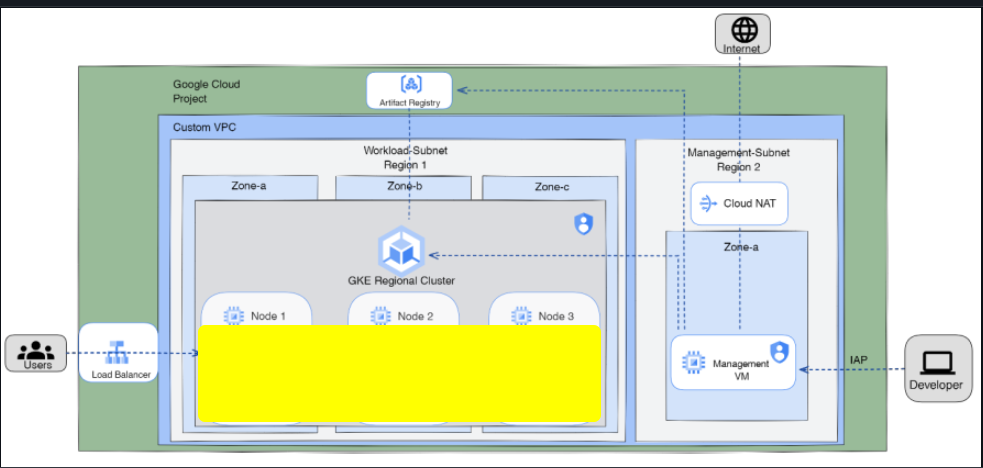 Internet
Google Cloud
Project
Artifact Registry
Custom VPC
Workload-Subnet
Region 1
Management-Subnet
Region 2
Zone-a
Zone-b
Zone-c
Cloud NAT
Zone-a
GKE Regional Cluster
Node 1
Node 2
Node 3
Users
Load Balancer
Management
VM
IAP
Developer